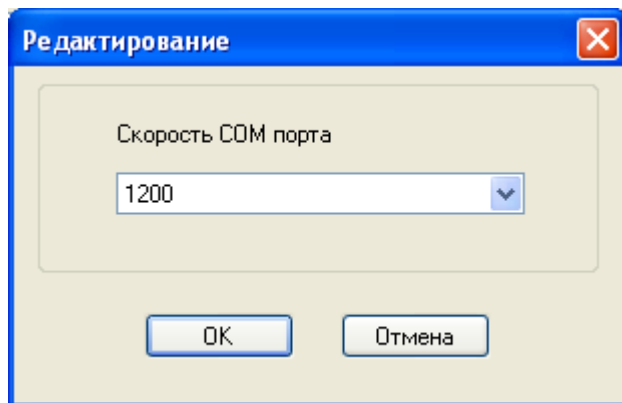 Редактирование
Скорость COM порта
1200
OK
Отмена